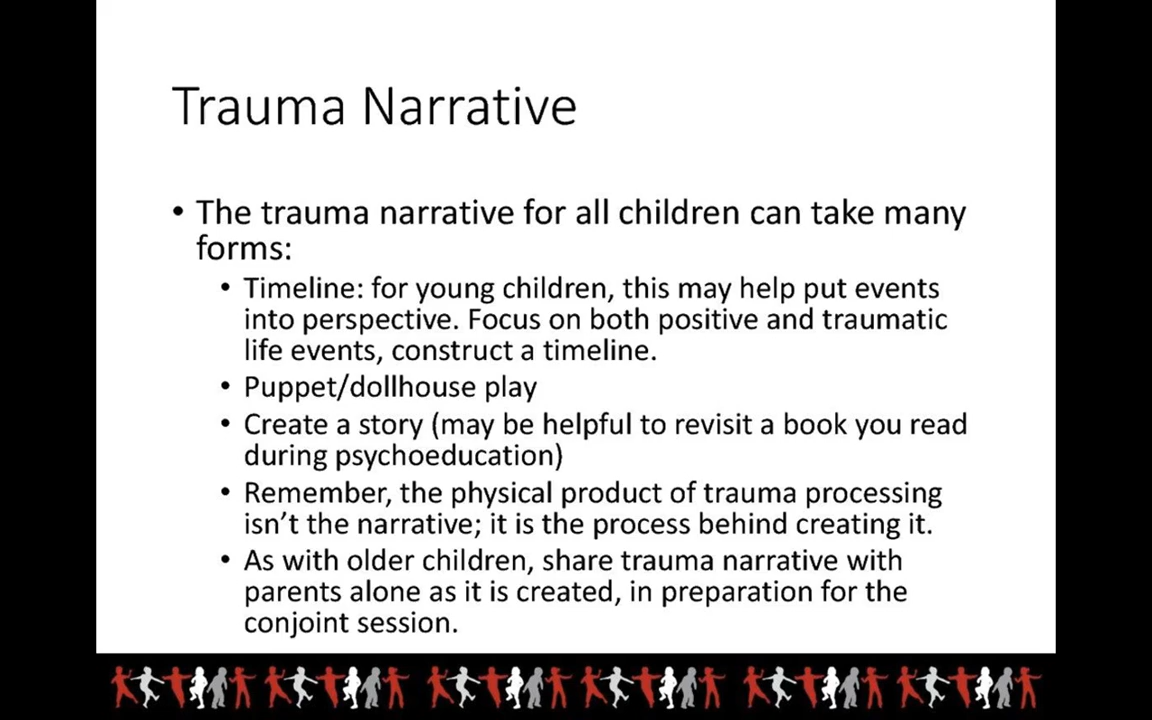 Trauma Narrative
• The trauma narrative for all children can take many
forms:
• Timeline: for young children, this may help put events
into perspective. Focus on both positive and traumatic
life events, construct a timeline.
• Puppet/dollhouse play
• Create a story (may be helpful to revisit a book you read
during psychoeducation)
• Remember, the physical product of trauma processing
isn’t the narrative; it is the process behind creating it.
• As with older children, share trauma narrative with
parents alone as it is created, in preparation for the
conjoint session.